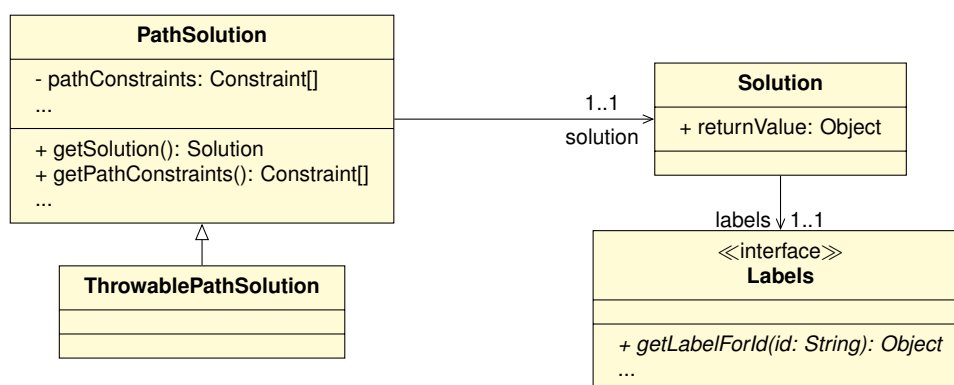 PathSolution
- pathConstraints: Constraint[]
...
+ getSolution(): Solution
+ getPathConstraints(): Constraint[]
...
ThrowablePathSolution
1..1
solution
Solution
+ returnValue: Object
labels 1..1
≪interface≫
Labels
+ getLabelForId(id: String): Object
...